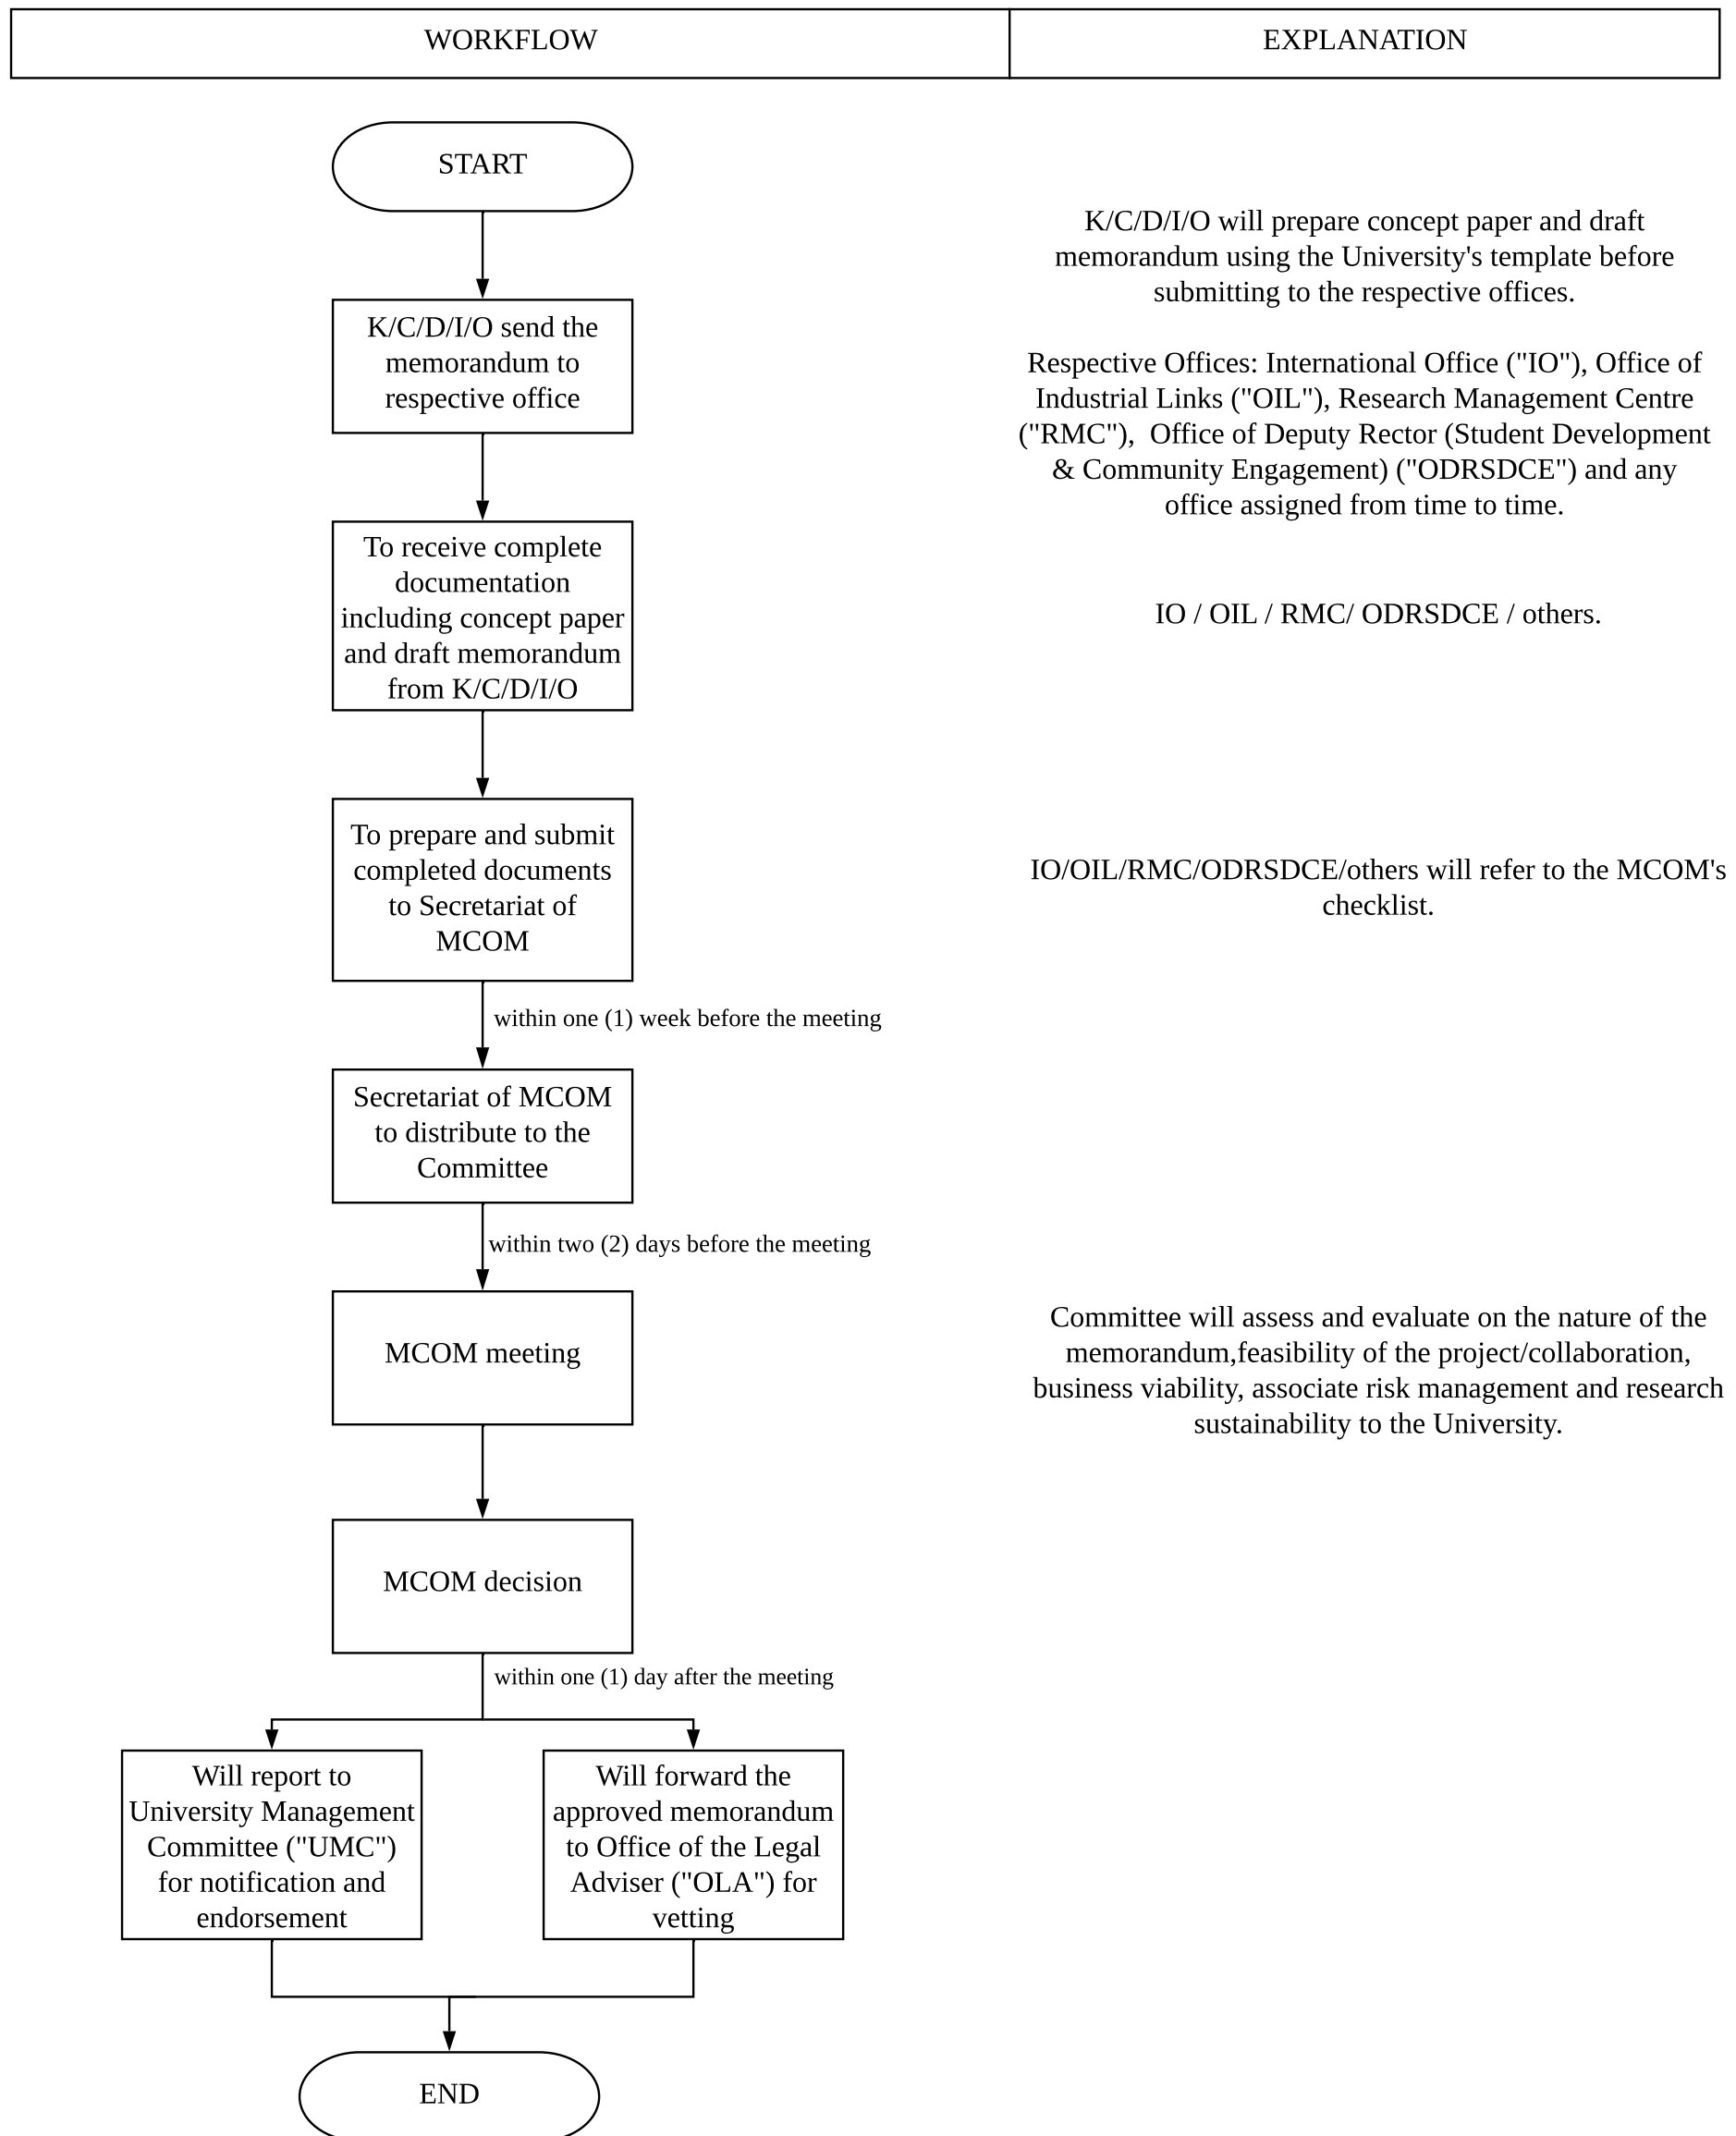 WORKFLOW
EXPLANATION
START
K/C/D/I/O send the
memorandum to
respective office
To receive complete
documentation
including concept paper
and draft memorandum
from K/C/D/I/O
To prepare and submit
completed documents
to Secretariat of
MCOM
within one (1) week before the meeting
Secretariat of MCOM
to distribute to the
Committee
within two (2) days before the meeting
MCOM meeting
MCOM decision
within one (1) day after the meeting
Will report to
University Management
Committee ("UMC")
for notification and
endorsement
Will forward the
approved memorandum
to Office of the Legal
Adviser ("OLA") for
vetting
END
K/C/D/I/O will prepare concept paper and draft
memorandum using the University's template before
submitting to the respective offices.
Respective Offices: International Office ("IO"), Office of
Industrial Links ("OIL"), Research Management Centre
("RMC"),  Office of Deputy Rector (Student Development
& Community Engagement) ("ODRSDCE") and any
office assigned from time to time.
IO / OIL / RMC/ ODRSDCE / others.
IO/OIL/RMC/ODRSDCE/others will refer to the MCOM's
checklist.
Committee will assess and evaluate on the nature of the
memorandum,feasibility of the project/collaboration,
business viability, associate risk management and research
sustainability to the University.